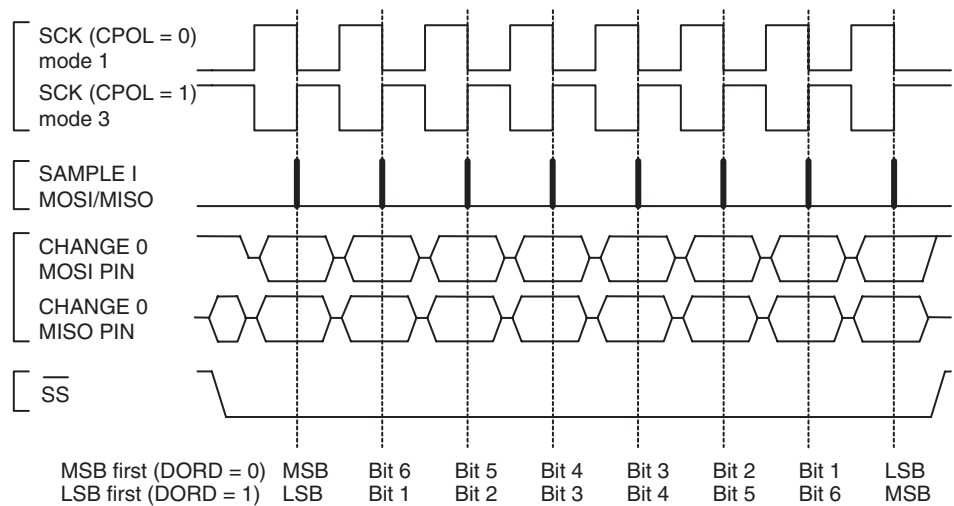 SCK (CPOL = 0)
mode 1
SCK (CPOL = 1)
mode 3
SAMPLE I
MOSI/MISO
CHANGE 0
MOSI PIN
CHANGE 0
MISO PIN
SS
MSB first (DORD = 0) MSB Bit 6 Bit 5 Bit 4 Bit 3 Bit 2 Bit 1 LSB
LSB first (DORD = 1) LSB Bit 1 Bit 2 Bit 3 Bit 4 Bit 5 Bit 6 MSB